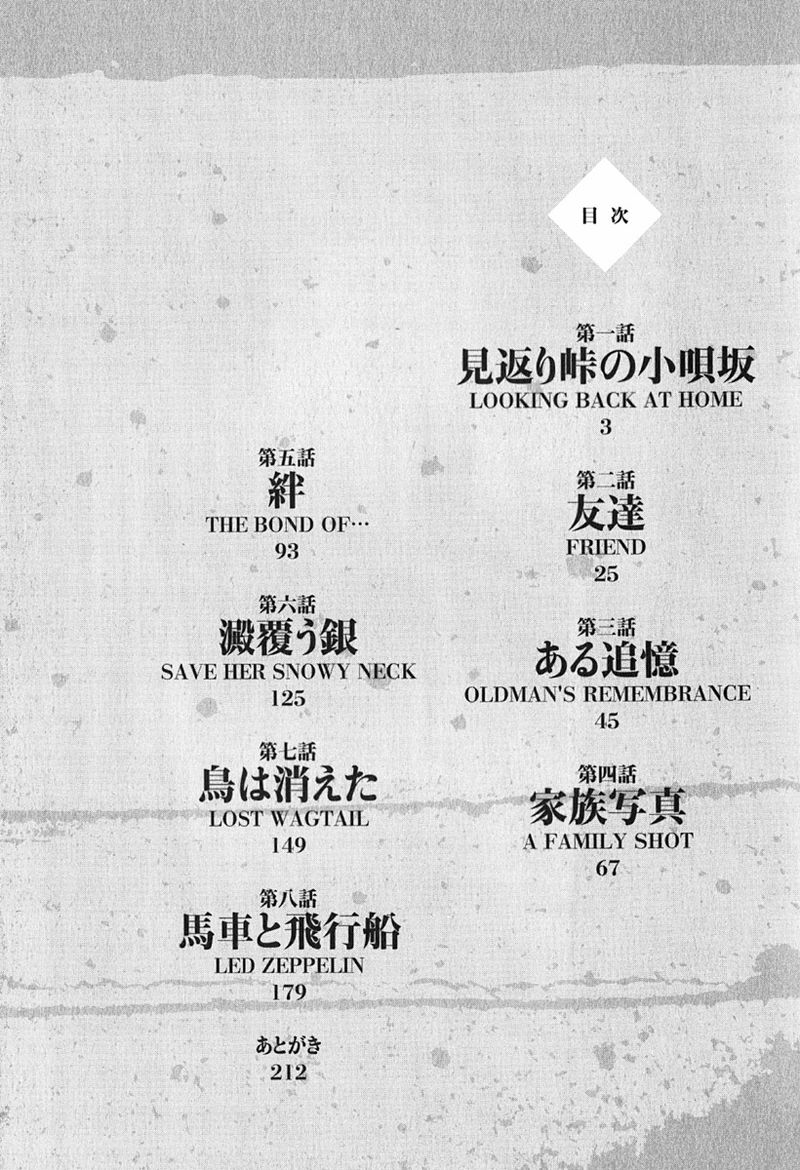 目次
第一話
見返り峠の小唄坂
LOOKING BACK AT HOME
3
第二話
友達
FRIEND
25
第三話
ある追憶
OLDMAN'S REMEMBRANCE
45
第四話
家族写真
A FAMILY SHOT
67
第五話
絆
THE BOND OF…
93
第六話
澱覆う銀
SAVE HER SNOWY NECK
125
第七話
鳥は消えた
LOST WAGTAIL
149
第八話
馬車と飛行船
LED ZEPPELIN
179
あとがき
212